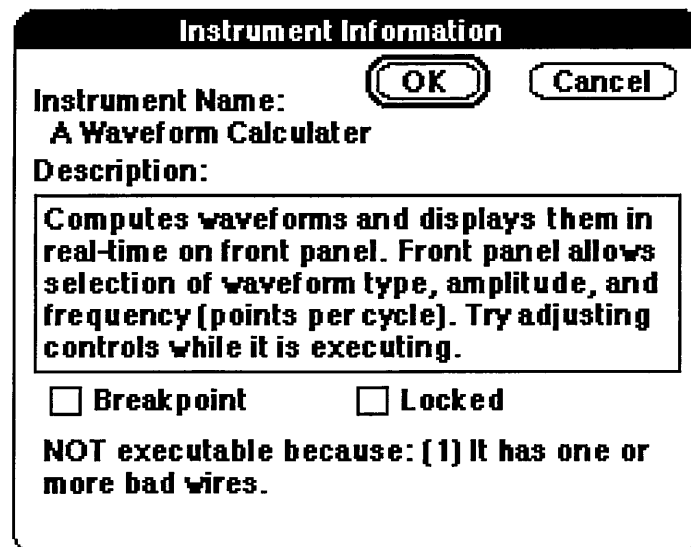 Instrument Information
OK
Cancel
Instrument Name:
A Waveform Calculater
Description:
Computes waveforms and displays them in
real-time on front panel. Front panel allows
selection of waveform type, amplitude, and
frequency (points per cycle). Try adjusting
controls while it is executing.
Breakpoint
Locked
NOT executable because: (1) It has one or
more bad wires.